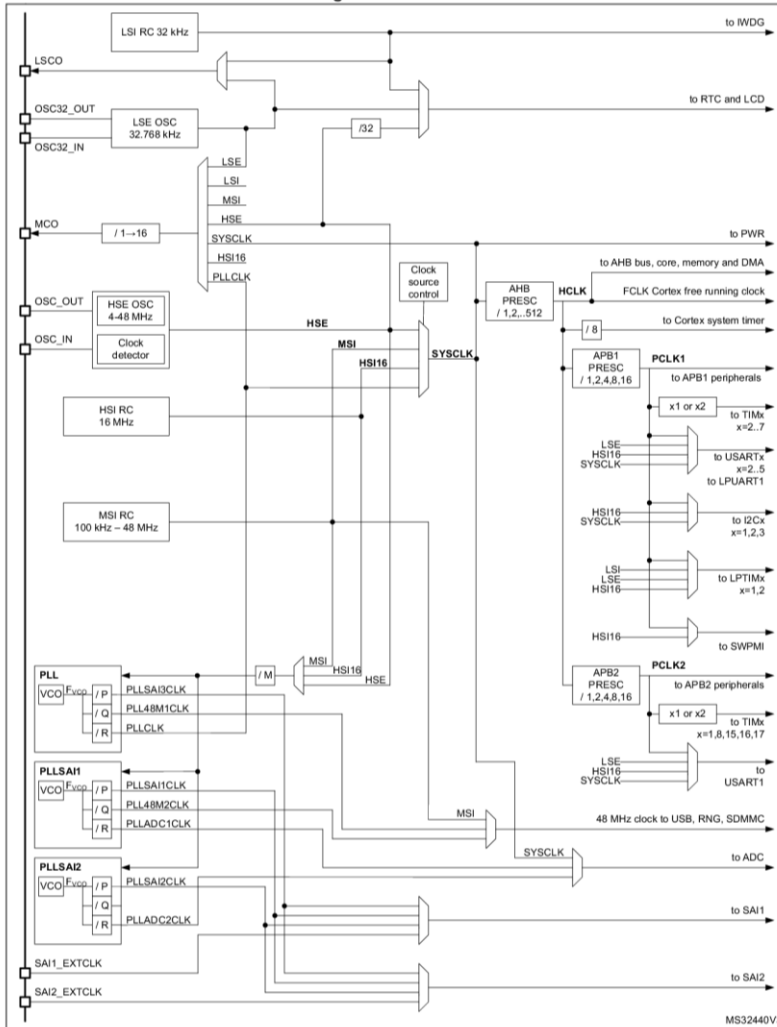 LSI RC 32 kHz
to IWDG
LSCO
OSC32_OUT
LSE OSC
32.768 kHz
OSC32_IN
to RTC and LCD
/32
LSE
LSI
MSI
HSE
SYSCLK
HSI16
PLLCLK
MCO
/ 1→16
to PWR
Clock
source
control
to AHB bus, core, memory and DMA
AHB
PRESC
/ 1,2,..512
HCLK
FCLK Cortex free running clock
/ 8
to Cortex system timer
OSC_OUT
HSE OSC
4-48 MHz
OSC_IN
Clock
detector
HSE
MSI
HSI16
SYSCLK
APB1
PRESC
/ 1,2,4,8,16
PCLK1
to APB1 peripherals
x1 or x2
to TIMx
x=2..7
HSI RC
16 MHz
LSE
HSI16
SYSCLK
to USARTx
x=2..5
to LPUART1
MSI RC
100 kHz – 48 MHz
HSI16
SYSCLK
to I2Cx
x=1,2,3
LSI
LSE
HSI16
to LPTIMx
x=1,2
HSI16
to SWPMI
MSI
HSI16
HSE
/ M
PLL
VCO
FVCO
/ P
/ Q
/ R
PLLSAI3CLK
PLL48M1CLK
PLLCLK
APB2
PRESC
/ 1,2,4,8,16
PCLK2
to APB2 peripherals
x1 or x2
to TIMx
x=1,8,15,16,17
LSE
HSI16
SYSCLK
to
USART1
PLLSAI1
VCO
FVCO
/ P
/ Q
/ R
PLLSAI1CLK
PLL48M2CLK
PLLADC1CLK
MSI
48 MHz clock to USB, RNG, SDMMC
SYSCLK
to ADC
PLLSAI2
VCO
FVCO
/ P
/ Q
/ R
PLLSAI2CLK
PLLADC2CLK
to SAI1
SAI1_EXTCLK
to SAI2
SAI2_EXTCLK
MS32440V